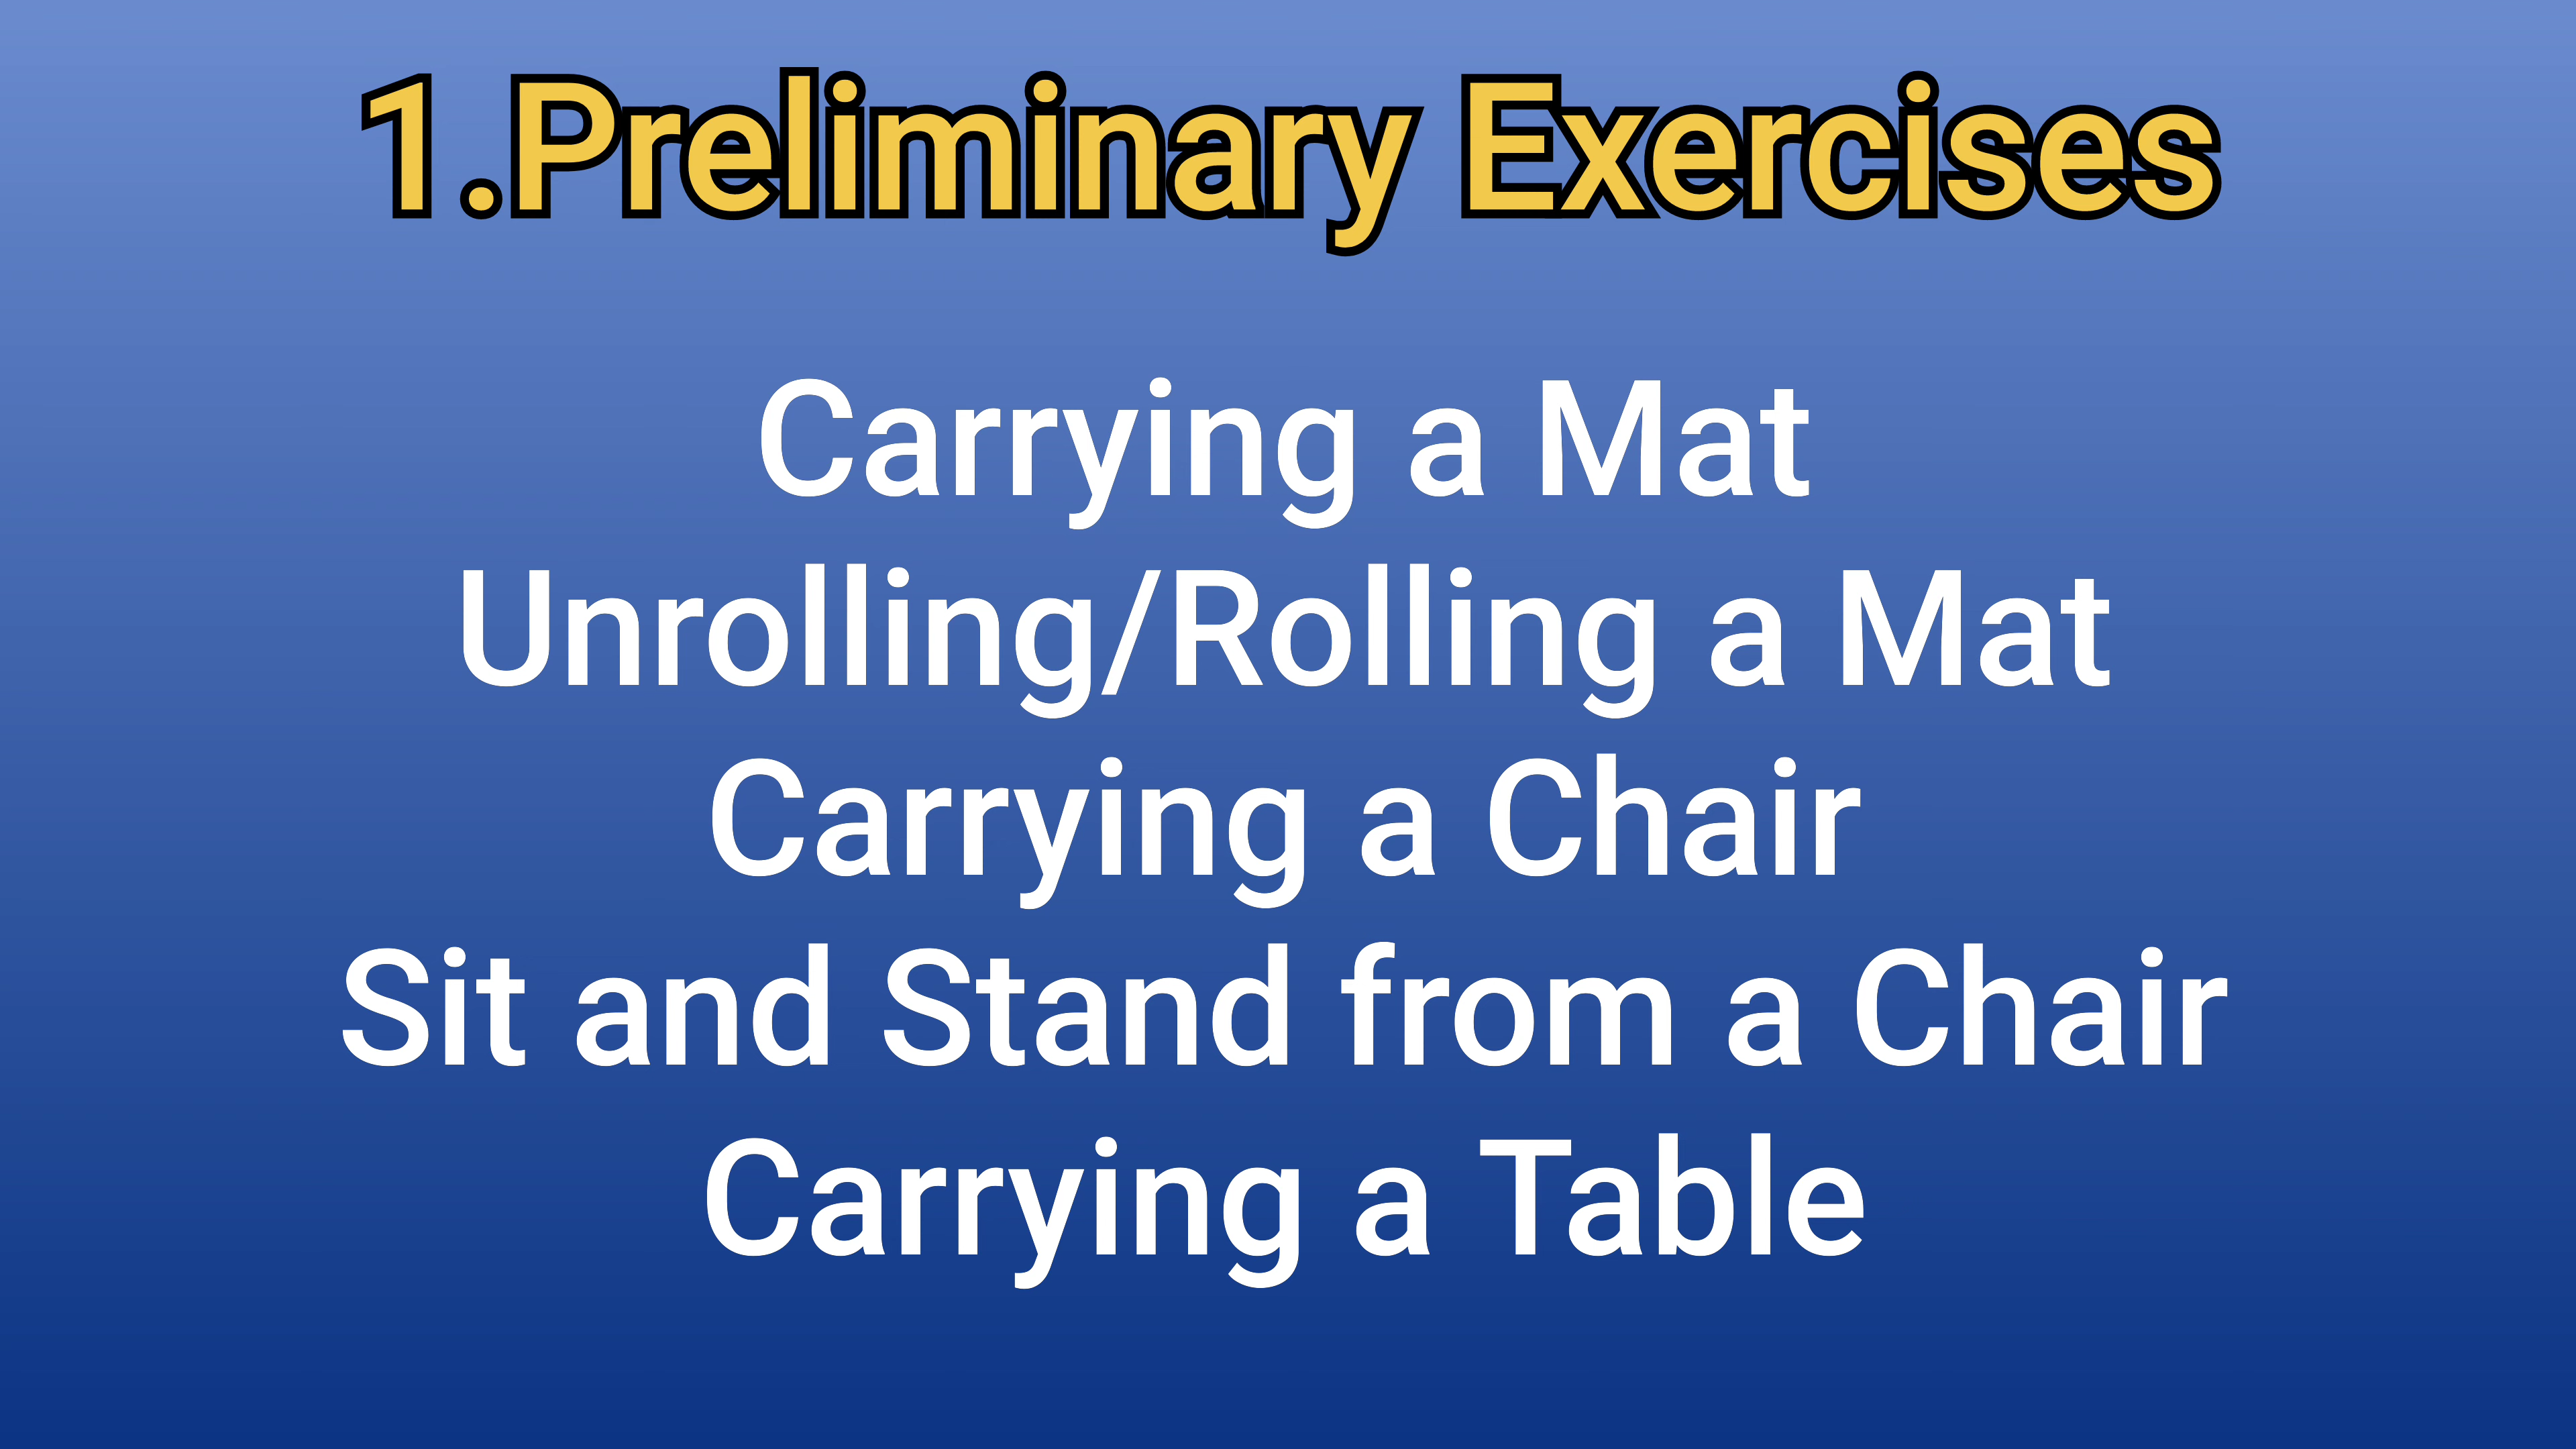 1.Preliminary Exercises
Carrying a Mat
Unrolling/Rolling a Mat
Carrying a Chair
Sit and Stand from a Chair
Carrying a Table